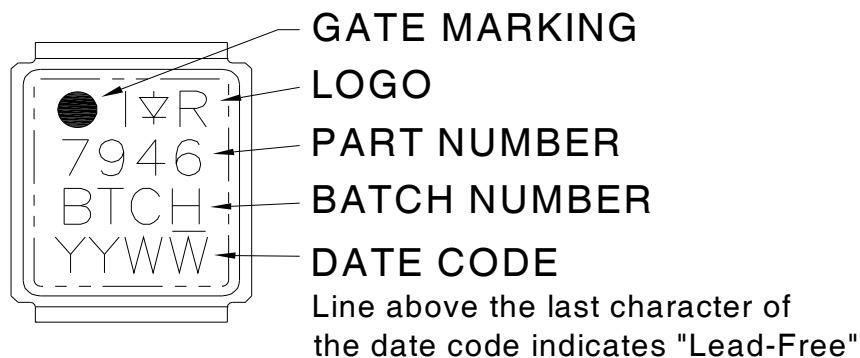 GATE MARKING
I R
LOGO
7946
PART NUMBER
BTCH
BATCH NUMBER
YYWW
DATE CODE
Line above the last character of
the date code indicates "Lead-Free"